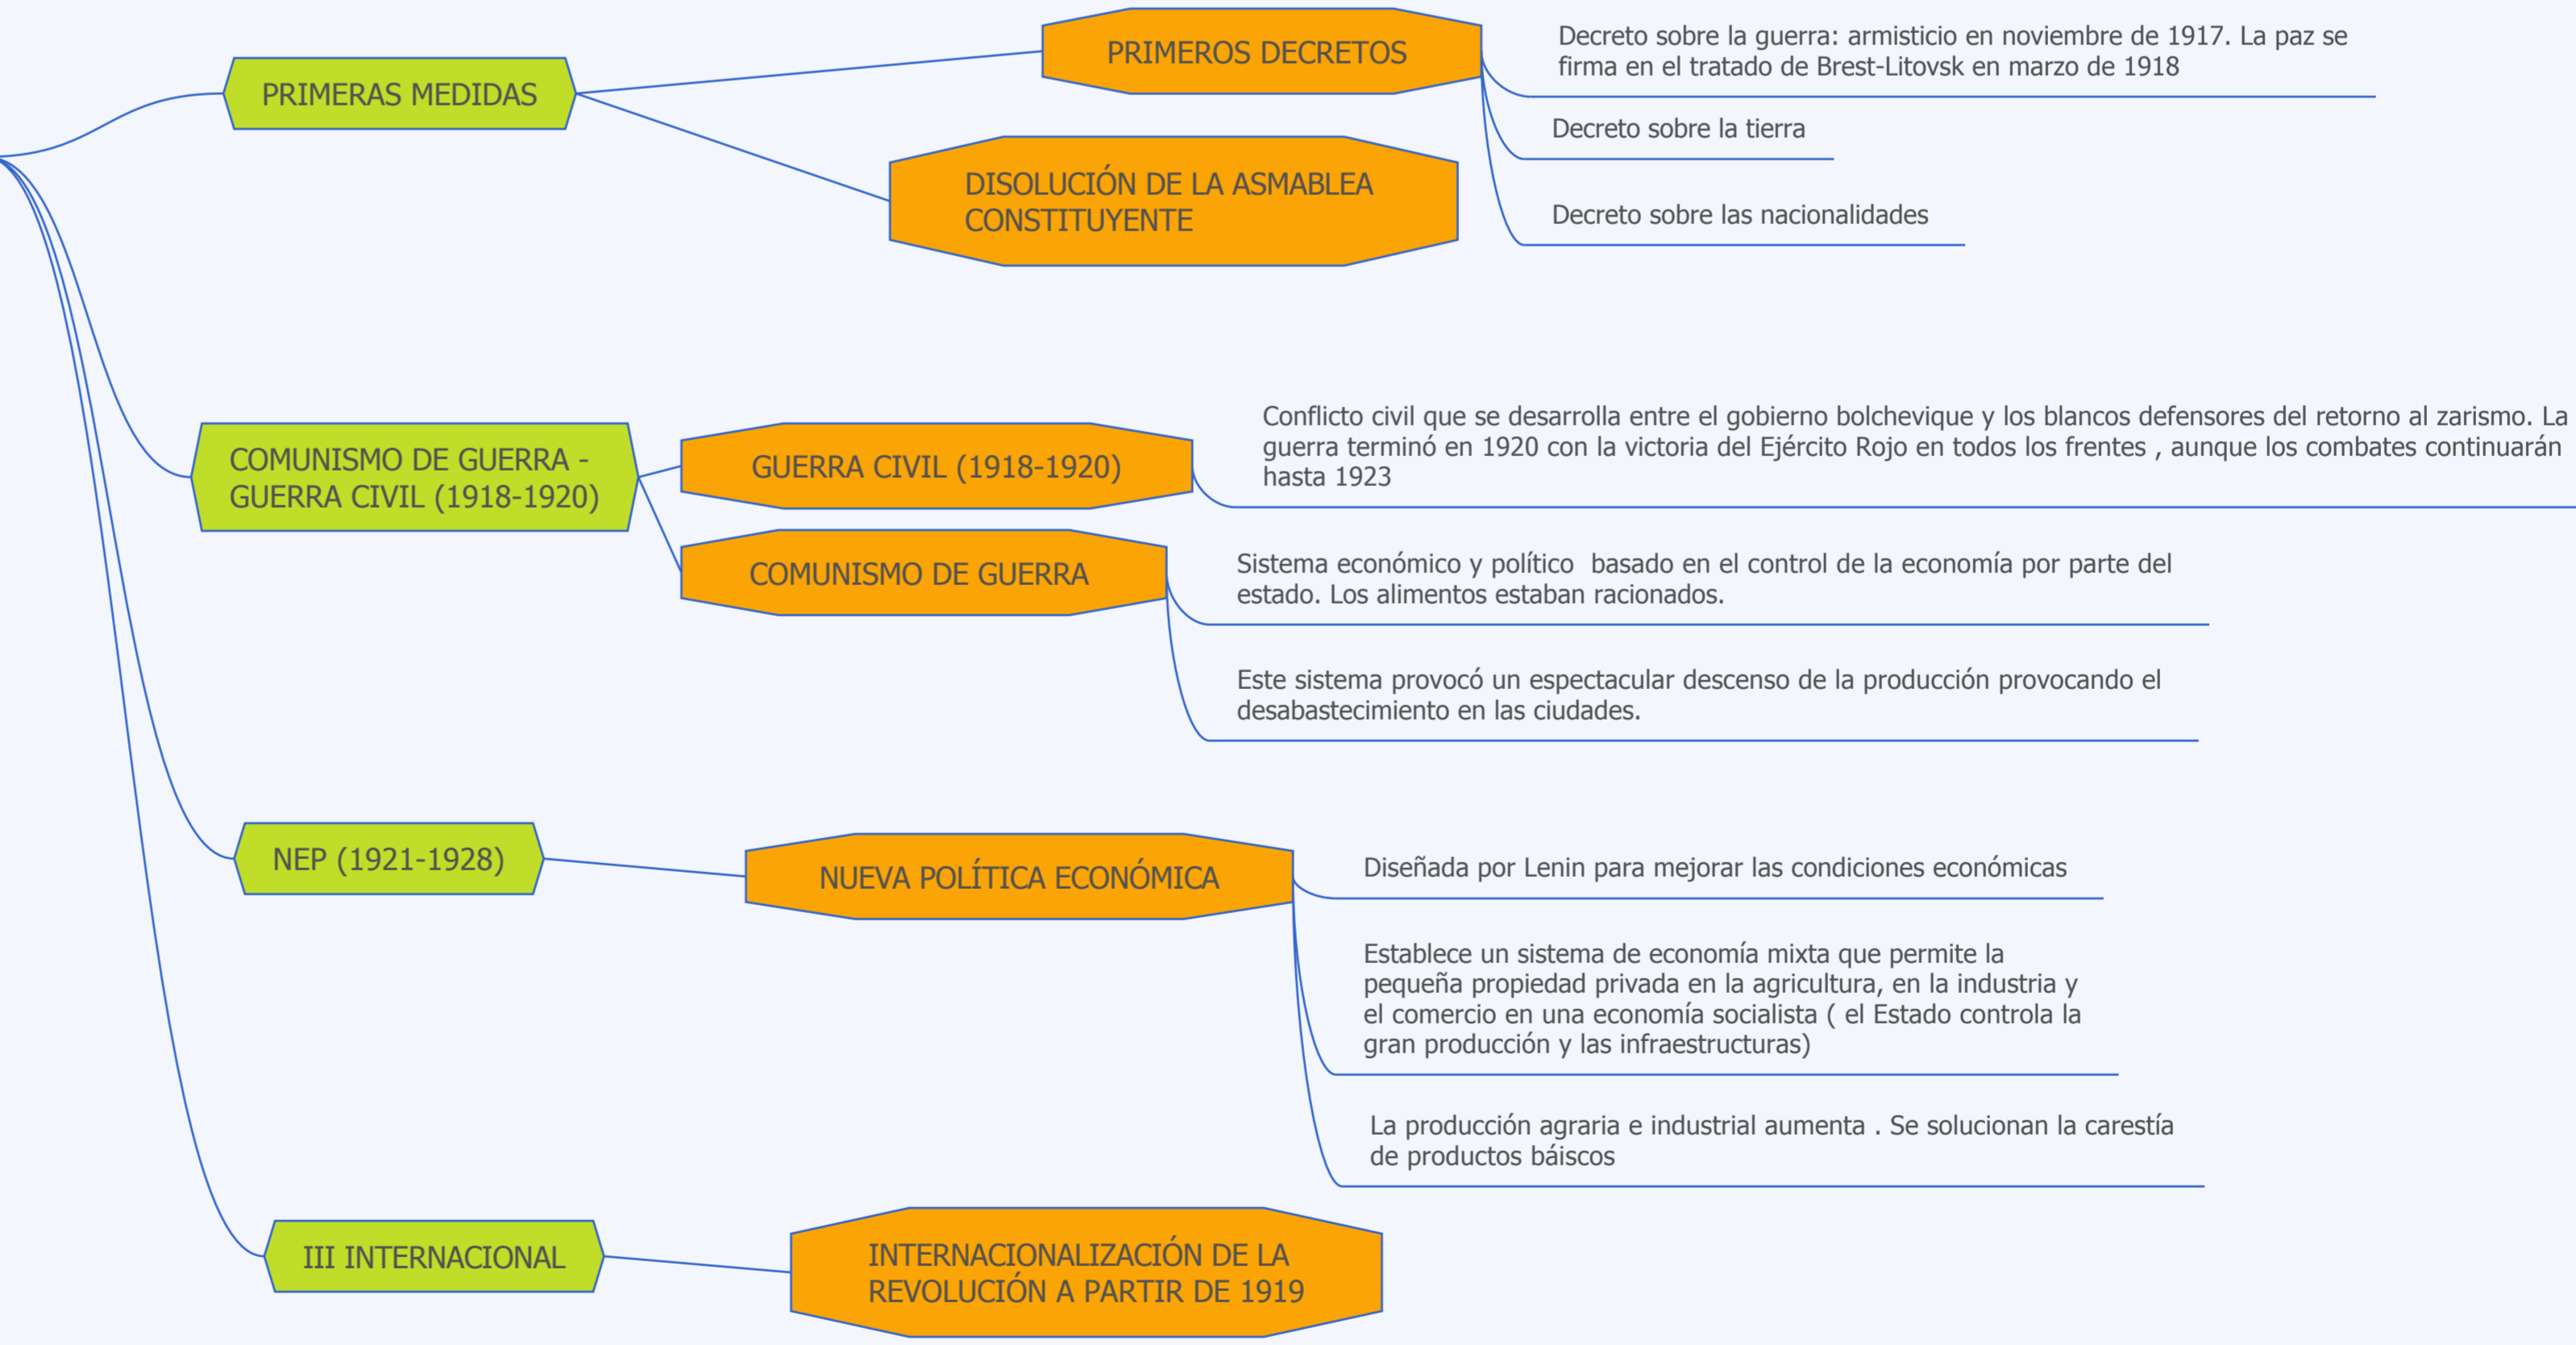 PRIMERAS MEDIDAS
PRIMEROS DECRETOS
Decreto sobre la guerra: armisticio en noviembre de 1917. La paz se
firma en el tratado de Brest-Litovsk en marzo de 1918
Decreto sobre la tierra
Decreto sobre las nacionalidades
DISOLUCIÓN DE LA ASMABLEA
CONSTITUYENTE
COMUNISMO DE GUERRA -
GUERRA CIVIL (1918-1920)
GUERRA CIVIL (1918-1920)
Conflicto civil que se desarrolla entre el gobierno bolchevique y los blancos defensores del retorno al zarismo. La
guerra terminó en 1920 con la victoria del Ejército Rojo en todos los frentes , aunque los combates continuarán
hasta 1923
COMUNISMO DE GUERRA
Sistema económico y político  basado en el control de la economía por parte del
estado. Los alimentos estaban racionados.
Este sistema provocó un espectacular descenso de la producción provocando el
desabastecimiento en las ciudades.
NEP (1921-1928)
NUEVA POLÍTICA ECONÓMICA
Diseñada por Lenin para mejorar las condiciones económicas
Establece un sistema de economía mixta que permite la
pequeña propiedad privada en la agricultura, en la industria y
el comercio en una economía socialista ( el Estado controla la
gran producción y las infraestructuras)
La producción agraria e industrial aumenta . Se solucionan la carestía
de productos báiscos
III INTERNACIONAL
INTERNACIONALIZACIÓN DE LA
REVOLUCIÓN A PARTIR DE 1919